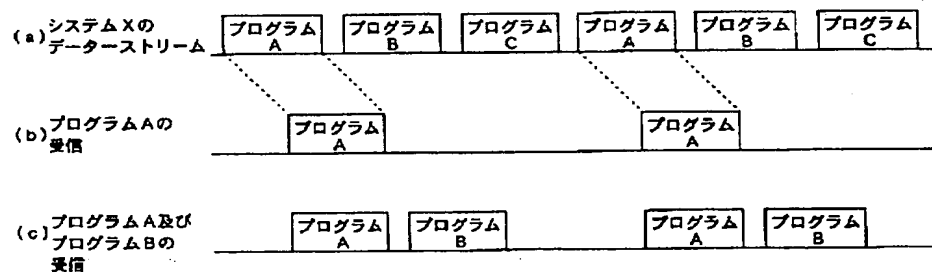 (a) システムXの
データーストリーム
プログラム
A
プログラム
B
プログラム
C
プログラム
A
プログラム
B
プログラム
C
(b) プログラムAの
受信
プログラム
A
プログラム
A
(c) プログラムA及び
プログラムBの
受信
プログラム
A
プログラム
B
プログラム
A
プログラム
B